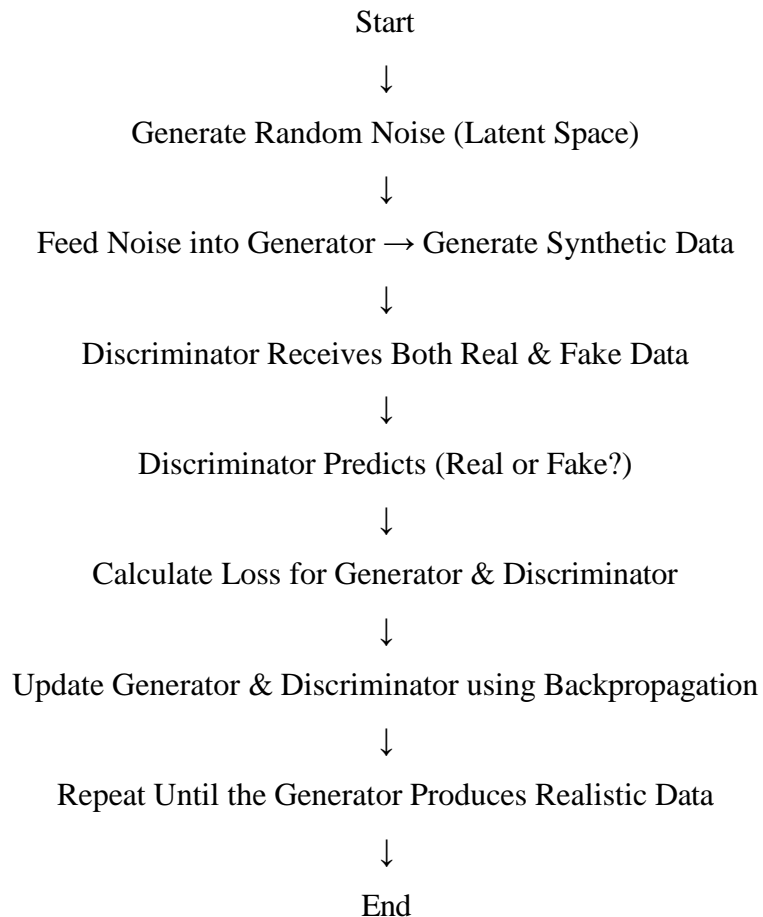 Start
↓
Generate Random Noise (Latent Space)
↓
Feed Noise into Generator → Generate Synthetic Data
↓
Discriminator Receives Both Real & Fake Data
↓
Discriminator Predicts (Real or Fake?)
↓
Calculate Loss for Generator & Discriminator
↓
Update Generator & Discriminator using Backpropagation
↓
Repeat Until the Generator Produces Realistic Data
↓
End